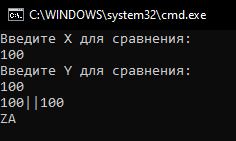 C:\WINDOWS\system32\cmd.exe
Введите X для сравнения:
100
Введите Y для сравнения:
100
100||100
ZA